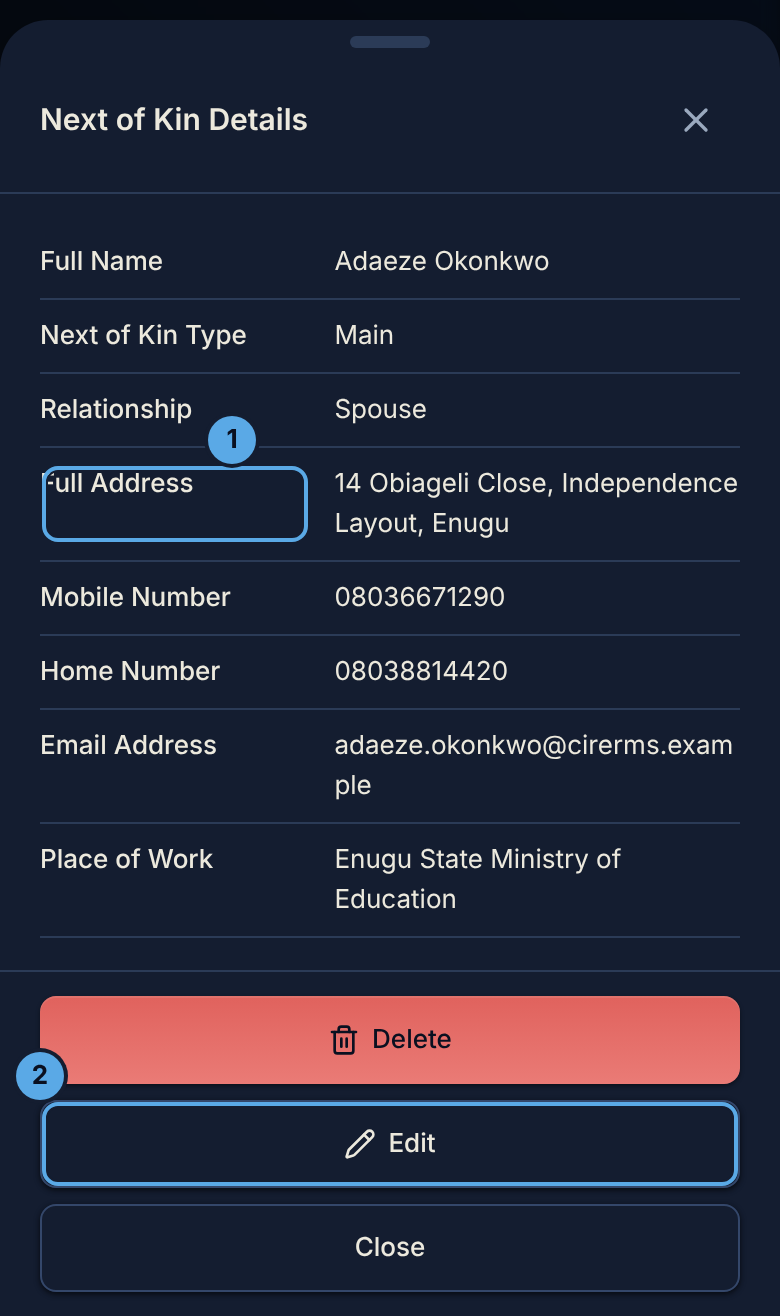 Next of Kin Details
Full Name Adaeze Okonkwo
Next of Kin Type Main
Relationship Spouse
1
Full Address 14 Obiageli Close, Independence
Layout, Enugu
Mobile Number 08036671290
Home Number 08038814420
Email Address adaeze.okonkwo@cirerms.exam
ple
Place of Work Enugu State Ministry of
Education
Delete
2
Edit
Close